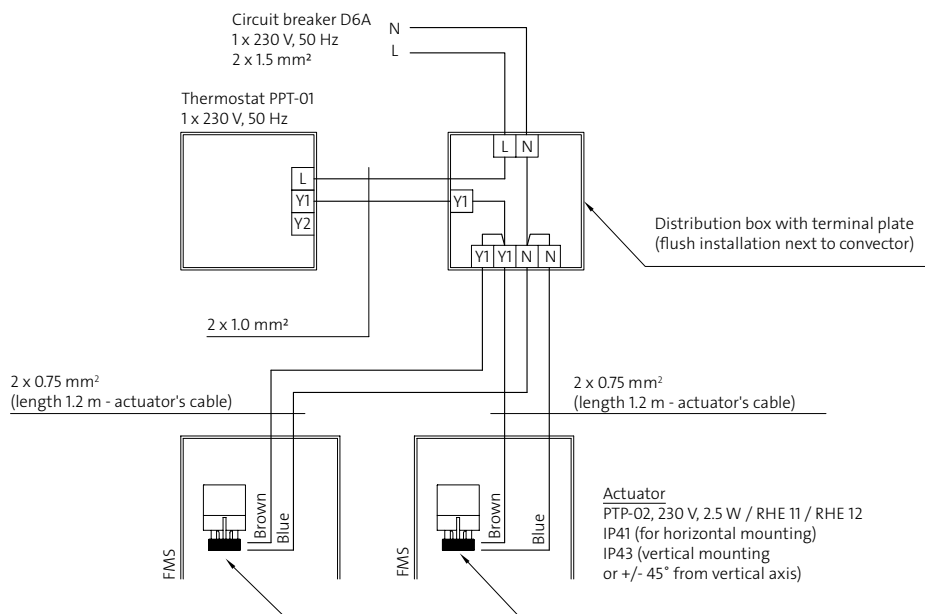 Circuit breaker D6A
1 x 230 V, 50 Hz
2 x 1.5 mm²
N
L
Thermostat PPT-01
1 x 230 V, 50 Hz
L
Y1
Y2
L N
Y1
Y1 Y1 N N
Distribution box with terminal plate
(flush installation next to convector)
2 x 1.0 mm²
2 x 0.75 mm²
(length 1.2 m - actuator's cable)
2 x 0.75 mm²
(length 1.2 m - actuator's cable)
FMS
Brown
Blue
FMS
Brown
Blue
Actuator
PTP-02, 230 V, 2.5 W / RHE 11 / RHE 12
IP41 (for horizontal mounting)
IP43 (vertical mounting
or +/- 45° from vertical axis)